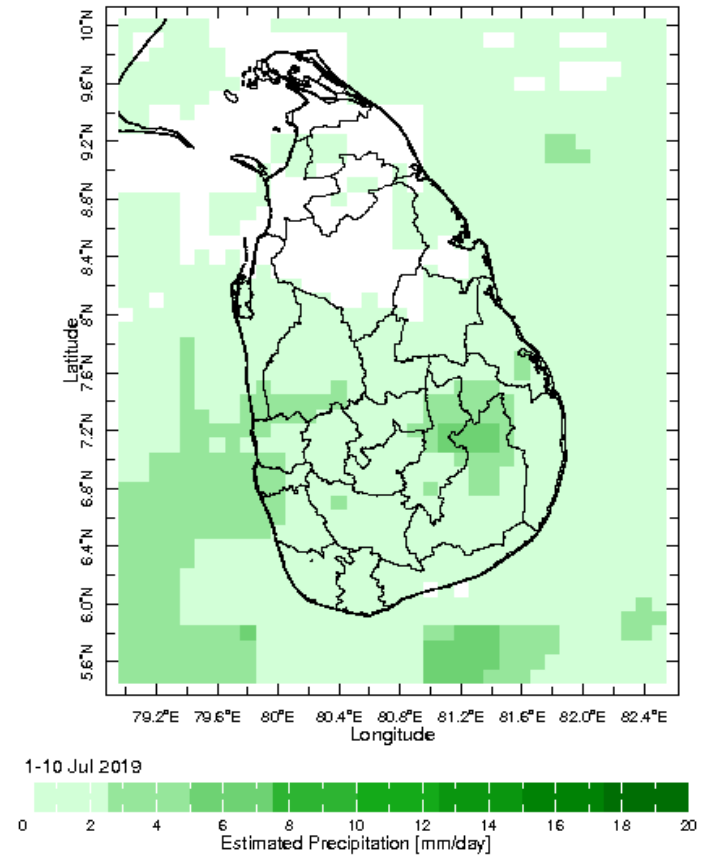 10°N
9.6°N
9.2°N
8.8°N
8.4°N
8°N
7.6°N
7.2°N
6.8°N
6.4°N
6.0°N
5.6°N
Latitude
79.2°E 79.6°E 80°E 80.4°E 80.8°E 81.2°E 81.6°E 82.0°E 82.4°E
Longitude
1-10 Jul 2019
0 2 4 6 8 10 12 14 16 18 20
Estimated Precipitation [mm/day]